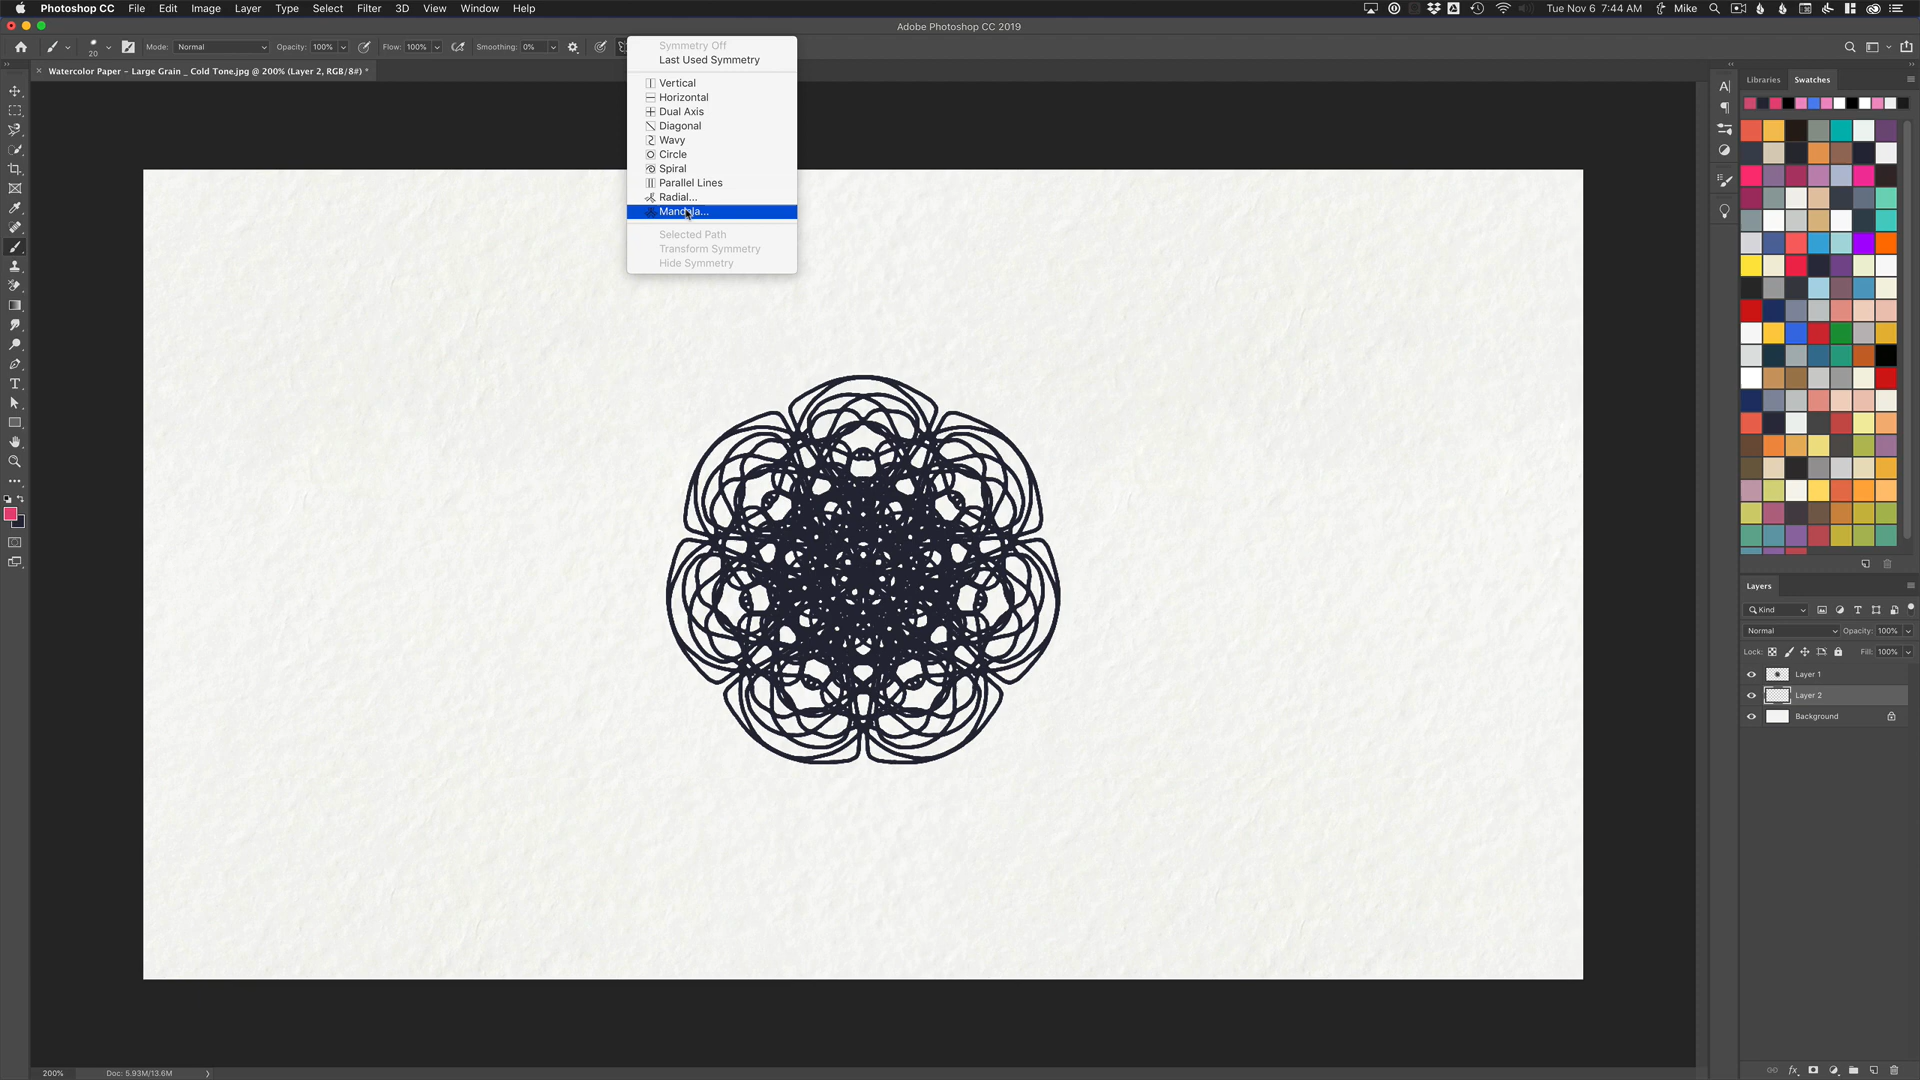 Photoshop CC File Edit Image Layer Type Select Filter 3D View Window Help Tue Nov 6 7:44 AM Mike
Adobe Photoshop CC 2019
20 Mode: Normal Opacity: 100% Flow: 100% Smoothing: 0%
× Watercolor Paper - Large Grain _ Cold Tone.jpg @ 200% (Layer 2, RGB/8#) *
Symmetry Off
Last Used Symmetry
Vertical
Horizontal
Dual Axis
Diagonal
Wavy
Circle
Spiral
Parallel Lines
Radial...
Mandala...
Selected Path
Transform Symmetry
Hide Symmetry
Libraries Swatches
Layers
Kind
Normal Opacity: 100%
Lock: Fill: 100%
Layer 1
Layer 2
Background
200% Doc: 5.93M/13.6M